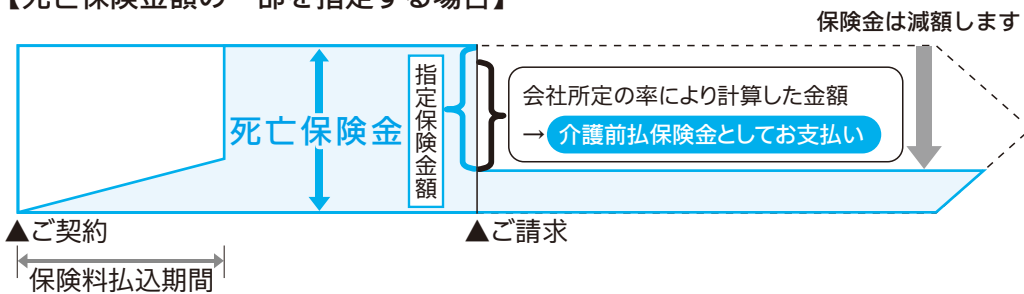 【死亡保険金額の一部を指定する場合】
保険金は減額します
死亡保険金
指定保険金額
会社所定の率により計算した金額
→介護前払保険金としてお支払い
▲ご契約
▲ご請求
保険料払込期間